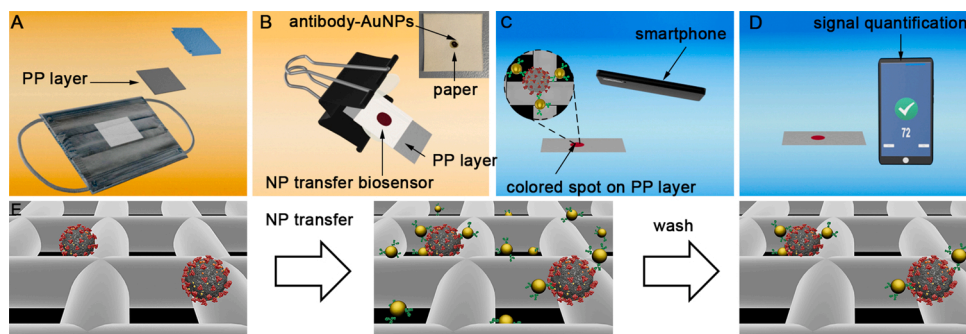 A
PP layer
B
antibody-AuNPs
paper
PP layer
NP transfer biosensor
C
smartphone
colored spot on PP layer
D
signal quantification
72
E
NP transfer
wash